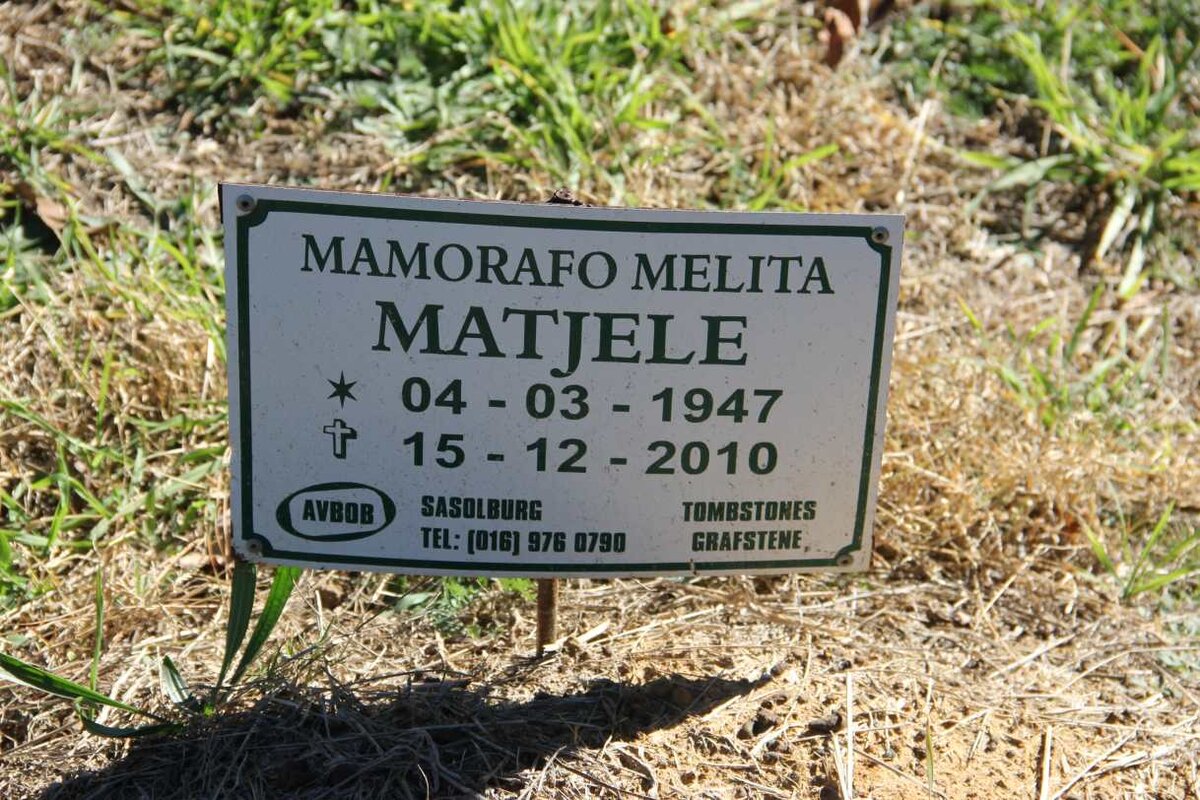 MAMORAFO MELITA
MATJELE
04 - 03 - 1947
15 - 12 - 2010
AVBOB
SASOLBURG TOMBSTONES
TEL: (016) 976 0790 GRAFSTENE